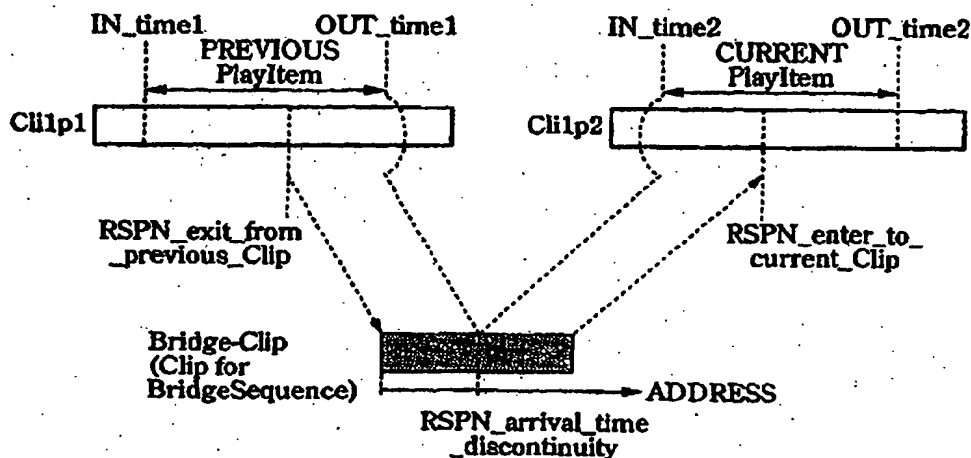 IN_time1
OUT_time1
PREVIOUS
PlayItem
Cli1p1
IN_time2
OUT_time2
CURRENT
PlayItem
Cli1p2
RSPN_exit_from
_previous_Clip
RSPN_enter_to_
current_Clip
Bridge-Clip
(Clip for
BridgeSequence)
ADDRESS
RSPN_arrival_time
_discontinuity